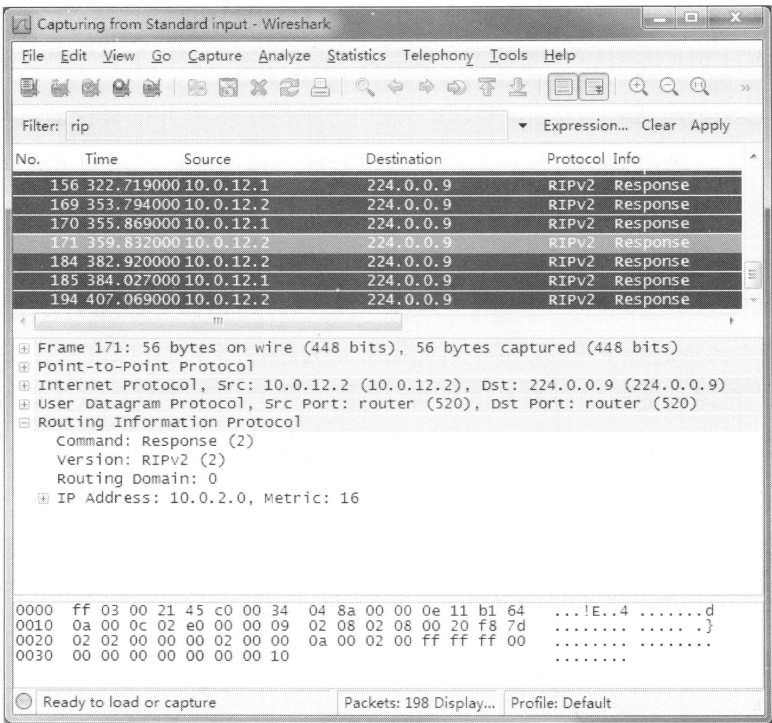 Capturing from Standard input - Wireshark
File Edit View Go Capture Analyze Statistics Telephony Tools Help
Filter: rip Expression... Clear Apply
No. Time Source Destination Protocol Info
156 322.719000 10.0.12.1 224.0.0.9 RIPv2 Response
169 353.794000 10.0.12.2 224.0.0.9 RIPv2 Response
170 355.869000 10.0.12.1 224.0.0.9 RIPv2 Response
171 359.832000 10.0.12.2 224.0.0.9 RIPv2 Response
184 382.920000 10.0.12.2 224.0.0.9 RIPv2 Response
185 384.027000 10.0.12.1 224.0.0.9 RIPv2 Response
194 407.069000 10.0.12.2 224.0.0.9 RIPv2 Response
Frame 171: 56 bytes on wire (448 bits), 56 bytes captured (448 bits)
Point-to-Point Protocol
Internet Protocol, Src: 10.0.12.2 (10.0.12.2), Dst: 224.0.0.9 (224.0.0.9)
User Datagram Protocol, Src Port: router (520), Dst Port: router (520)
Routing Information Protocol
Command: Response (2)
Version: RIPv2 (2)
Routing Domain: 0
IP Address: 10.0.2.0, Metric: 16
0000 ff 03 00 21 45 c0 00 34 04 8a 00 00 0e 11 b1 64 ...!E..4 .......d
0010 0a 00 0c 02 e0 00 00 09 02 08 02 08 00 20 f8 7d ........ ..... .}
0020 02 02 00 00 00 02 00 00 0a 00 02 00 ff ff ff 00 ........ ........
0030 00 00 00 00 00 00 00 10 ........
Ready to load or capture Packets: 198 Display... Profile: Default